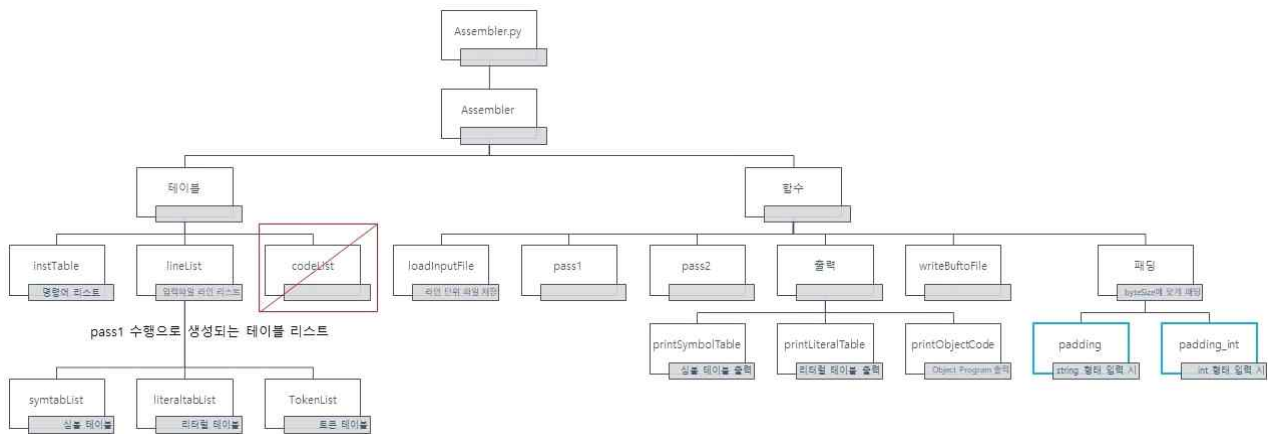 Assembler.py
Assembler
테이블
함수
instTable
명령어 리스트
lineList
입력파일 라인 리스트
codeList
loadInputFile
라인 단위 파일 저장
pass1
pass2
출력
writeBuftoFile
패딩
byteSize에 맞게 패딩
pass1 수행으로 생성되는 테이블 리스트
printSymbolTable
심볼 테이블 출력
printLiteralTable
리터럴 테이블 출력
printObjectCode
Object Program 출력
padding
string 형태 입력 시
padding_int
int 형태 입력 시
symtabList
심볼 테이블
literaltabList
리터럴 테이블
TokenList
토큰 테이블